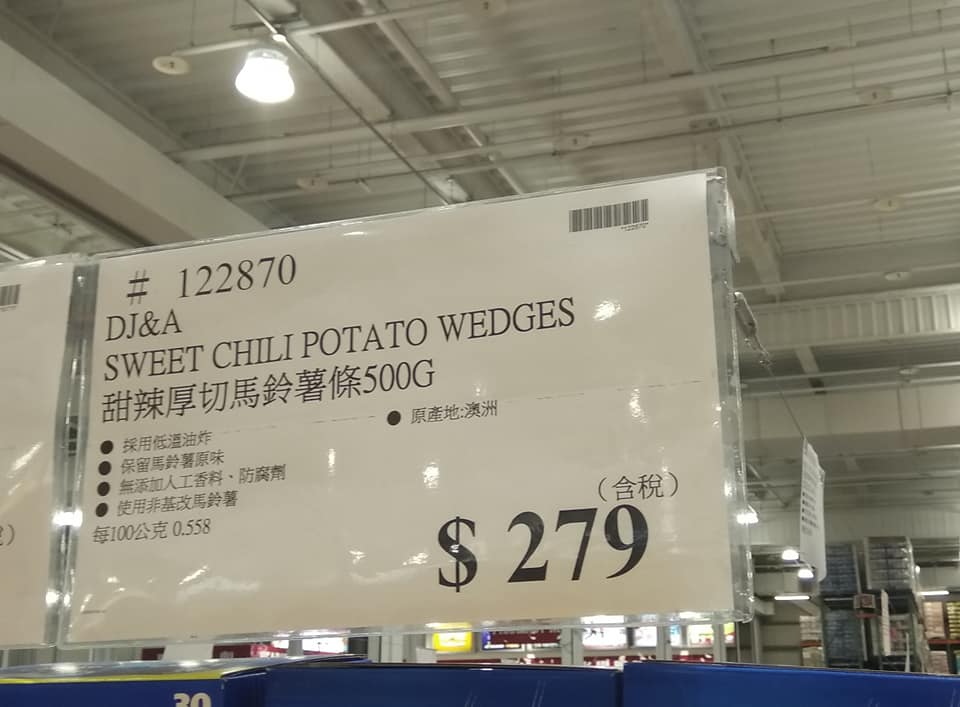 *122870*
# 122870
DJ&A
SWEET CHILI POTATO WEDGES
甜辣厚切馬鈴薯條500G
採用低溫油炸
保留馬鈴薯原味
無添加人工香料、防腐劑
使用非基改馬鈴薯
每100公克 0.558
原產地:澳洲
(含稅)
$ 279
30